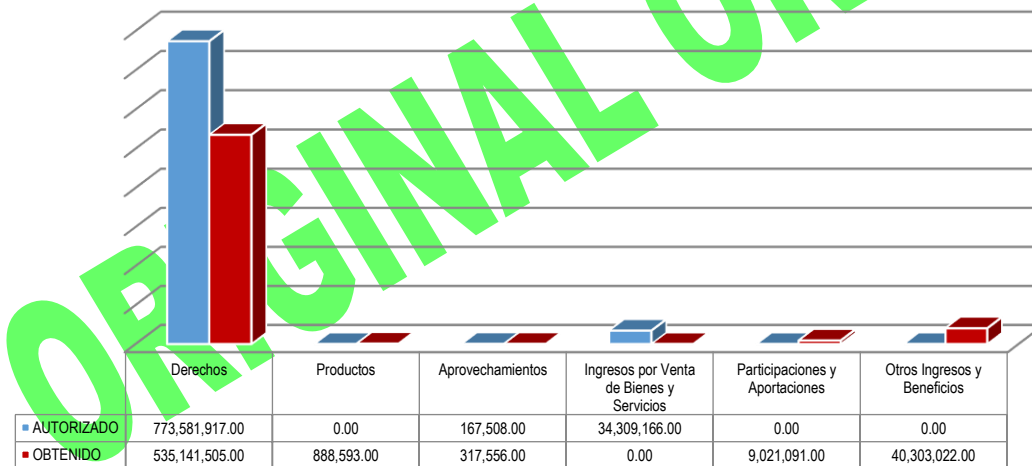 ORIGINAL OR
Derechos
Productos
Aprovechamientos
Ingresos por Venta
de Bienes y
Servicios
Participaciones y
Aportaciones
Otros Ingresos y
Beneficios
AUTORIZADO 773,581,917.00 0.00 167,508.00 34,309,166.00 0.00 0.00
OBTENIDO 535,141,505.00 888,593.00 317,556.00 0.00 9,021,091.00 40,303,022.00